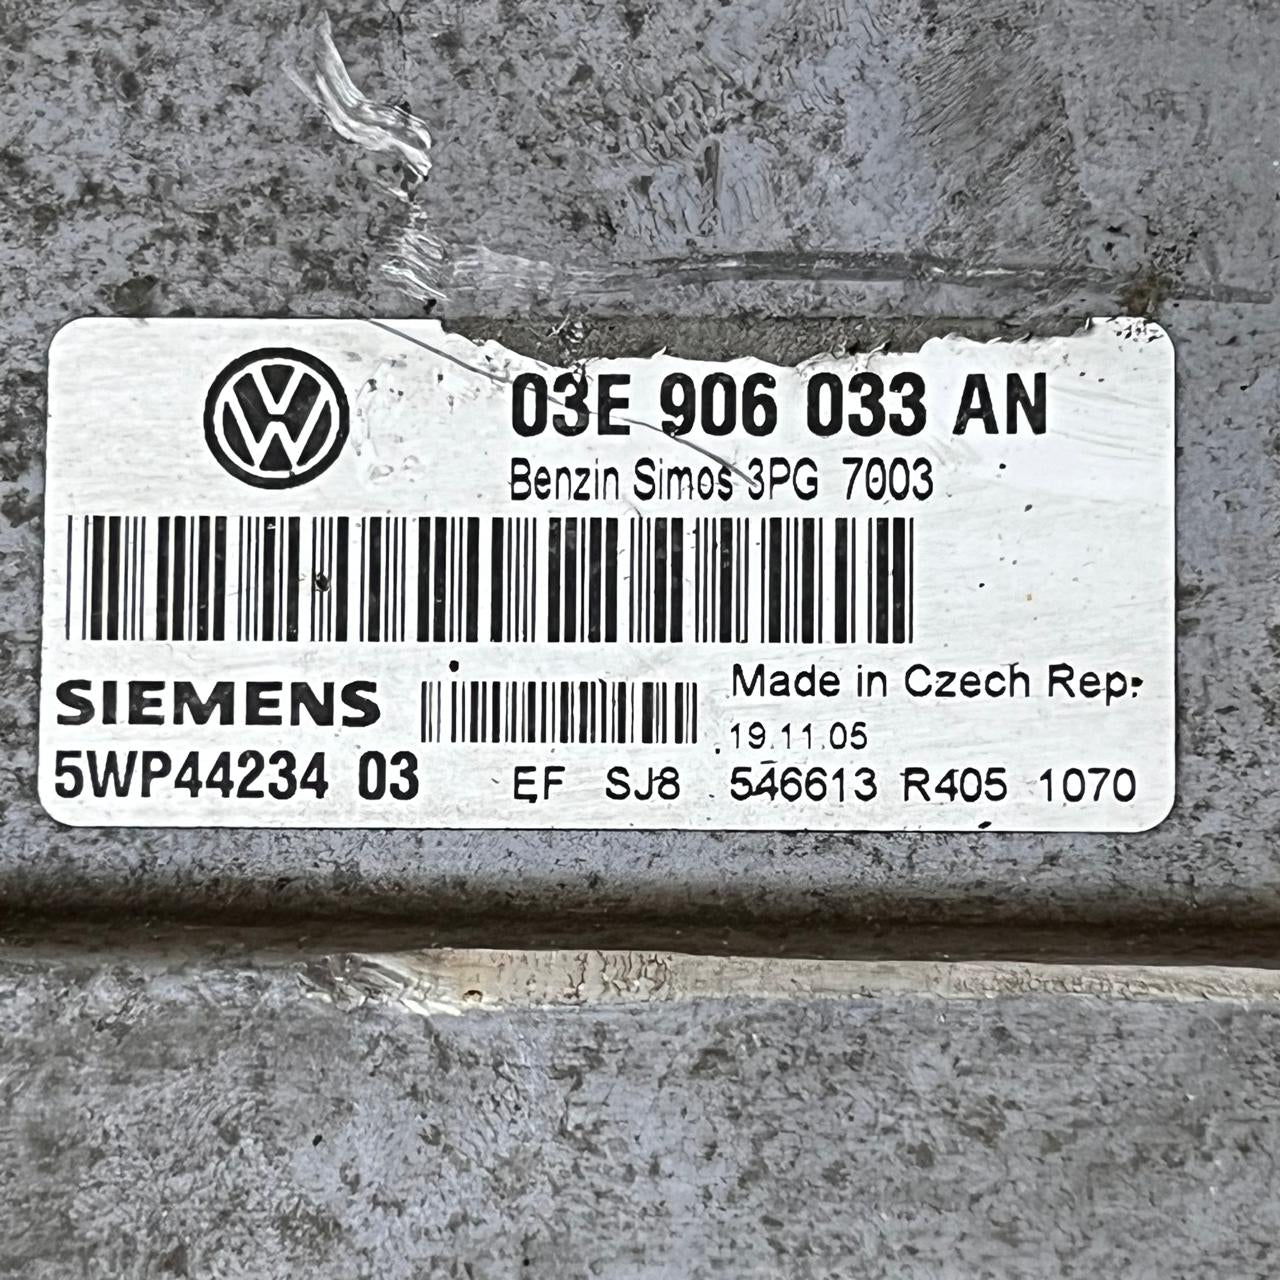 03E 906 033 AN
Benzin Simos 3PG 7003
SIEMENS
Made in Czech Rep.
19.11.05
5WP44234 03
EF SJ8 546613 R405 1070